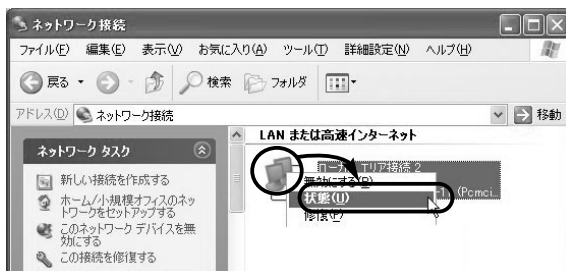 ネットワーク接続
ファイル(F) 編集(E) 表示(V) お気に入り(A) ツール(T) 詳細設定(N) ヘルプ(H)
戻る 検索 フォルダ
アドレス(D) ネットワーク接続 移動
LAN または高速インターネット
ネットワーク タスク
新しい接続を作成する
ホーム/小規模オフィスのネッ
トワークをセットアップする
このネットワーク デバイスを無
効にする
この接続を修復する
ローカル エリア接続 2
無効にする(B)
状態(U)
-1 (Pcmci...
修復(P)